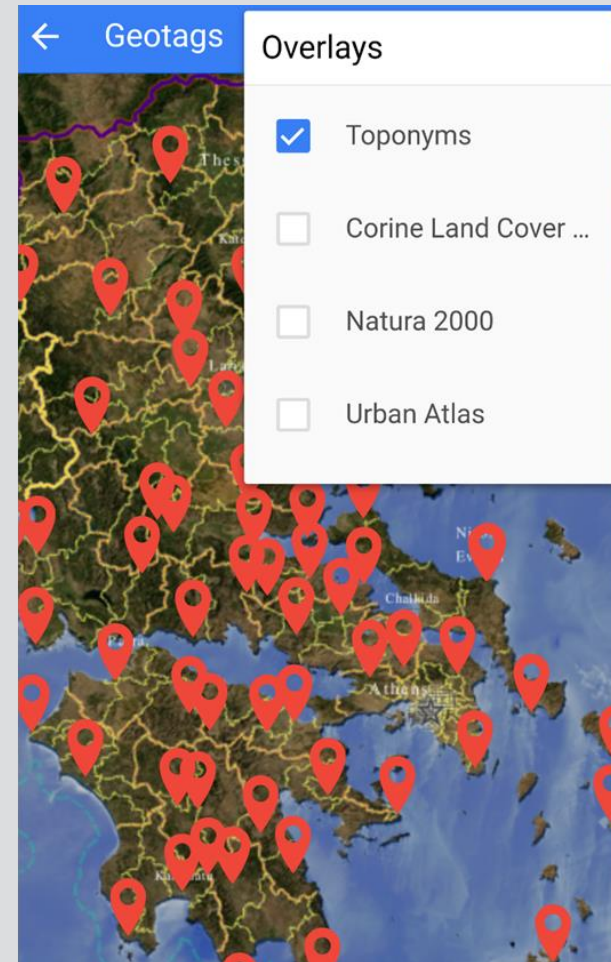 Geotags
Overlays
Toponyms
Corine Land Cover ...
Natura 2000
Urban Atlas
Chalkida
Athens